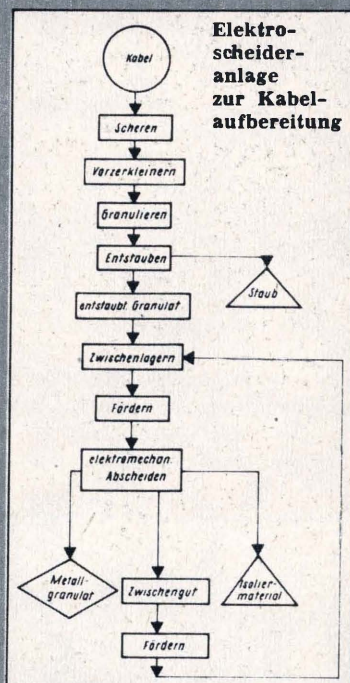 Elektro-
scheider-
anlage
zur Kabel-
aufbereitung
Kabel
Scheren
Vorzerkleinern
Granulieren
Entstauben
Staub
entstaubt. Granulat
Zwischenlagern
Fördern
elektromechan.
Abscheiden
Metall-
granulat
Zwischengut
Isolier-
material
Fördern